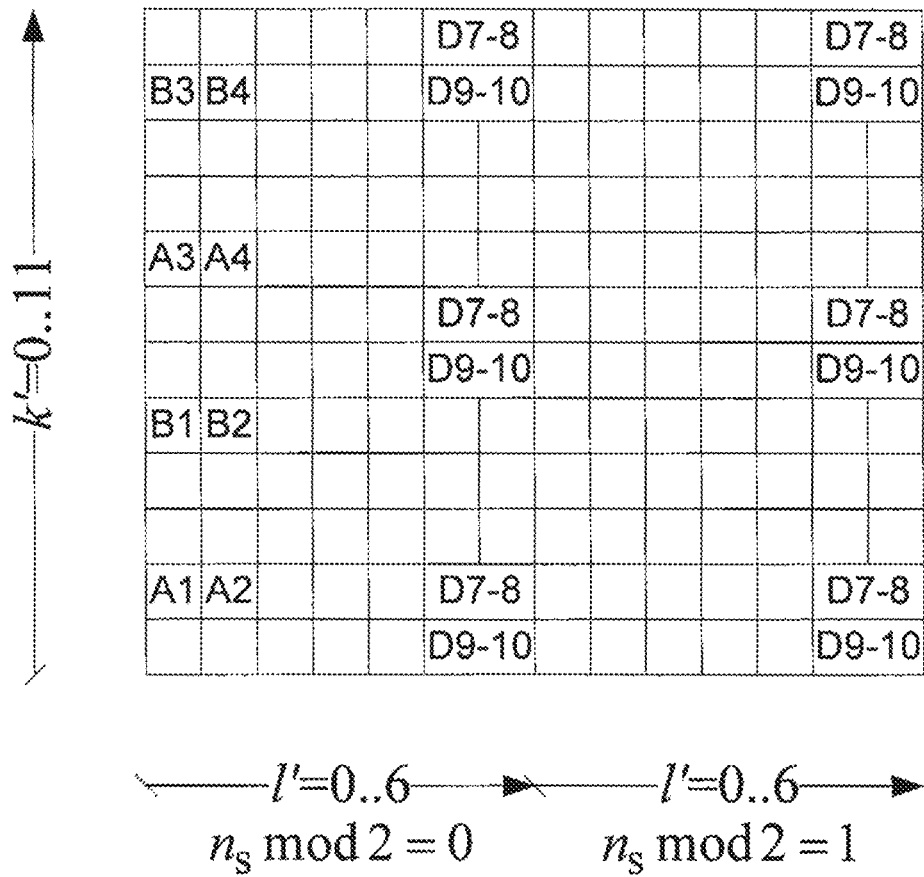 D7-8 D7-8
B3 B4 D9-10 D9-10
A3 A4
D7-8 D7-8
D9-10 D9-10
B1 B2
A1 A2 D7-8 D7-8
D9-10 D9-10
k'=0..11
l'=0..6 l'=0..6
nₛ mod 2 = 0 nₛ mod 2 = 1